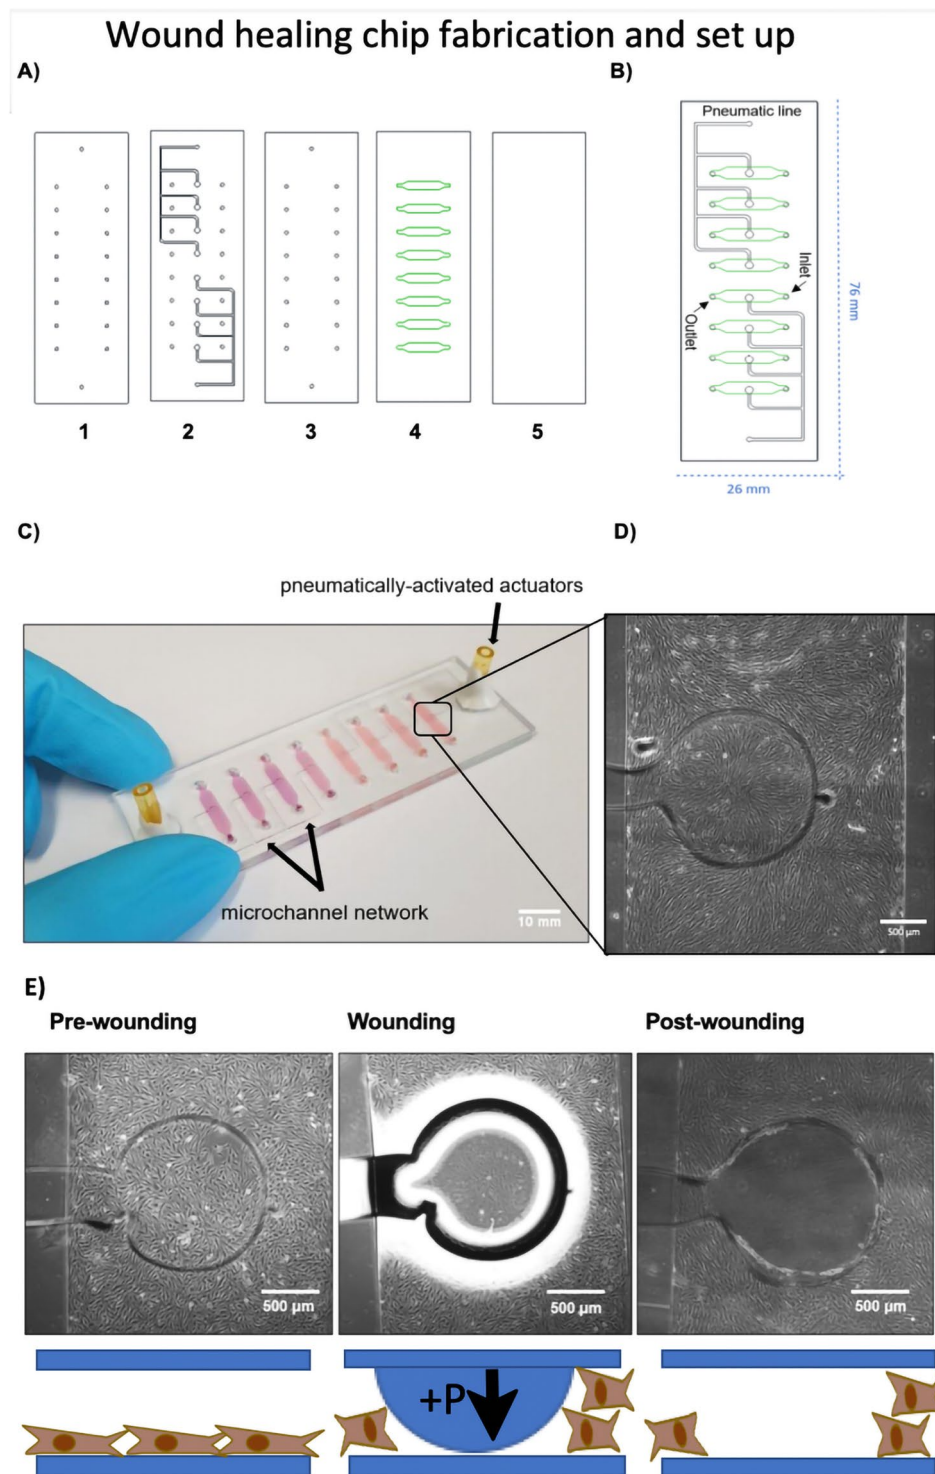 Wound healing chip fabrication and set up
A)
B)
1
2
3
4
5
Pneumatic line
Inlet
Outlet
76 mm
26 mm
C)
D)
pneumatically-activated actuators
microchannel network
10 mm
500 µm
E)
Pre-wounding
Wounding
Post-wounding
500 µm
500 µm
500 µm
+P